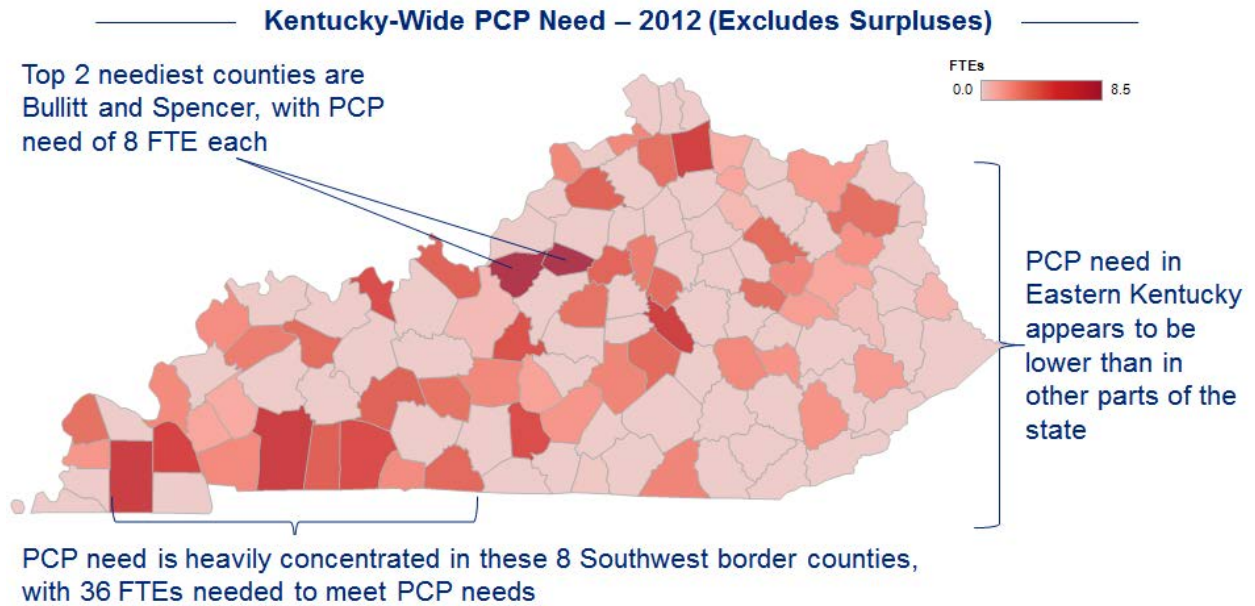 Kentucky-Wide PCP Need – 2012 (Excludes Surpluses)
Top 2 neediest counties are
Bullitt and Spencer, with PCP
need of 8 FTE each
FTEs
0.0 8.5
PCP need in
Eastern Kentucky
appears to be
lower than in
other parts of the
state
PCP need is heavily concentrated in these 8 Southwest border counties,
with 36 FTEs needed to meet PCP needs